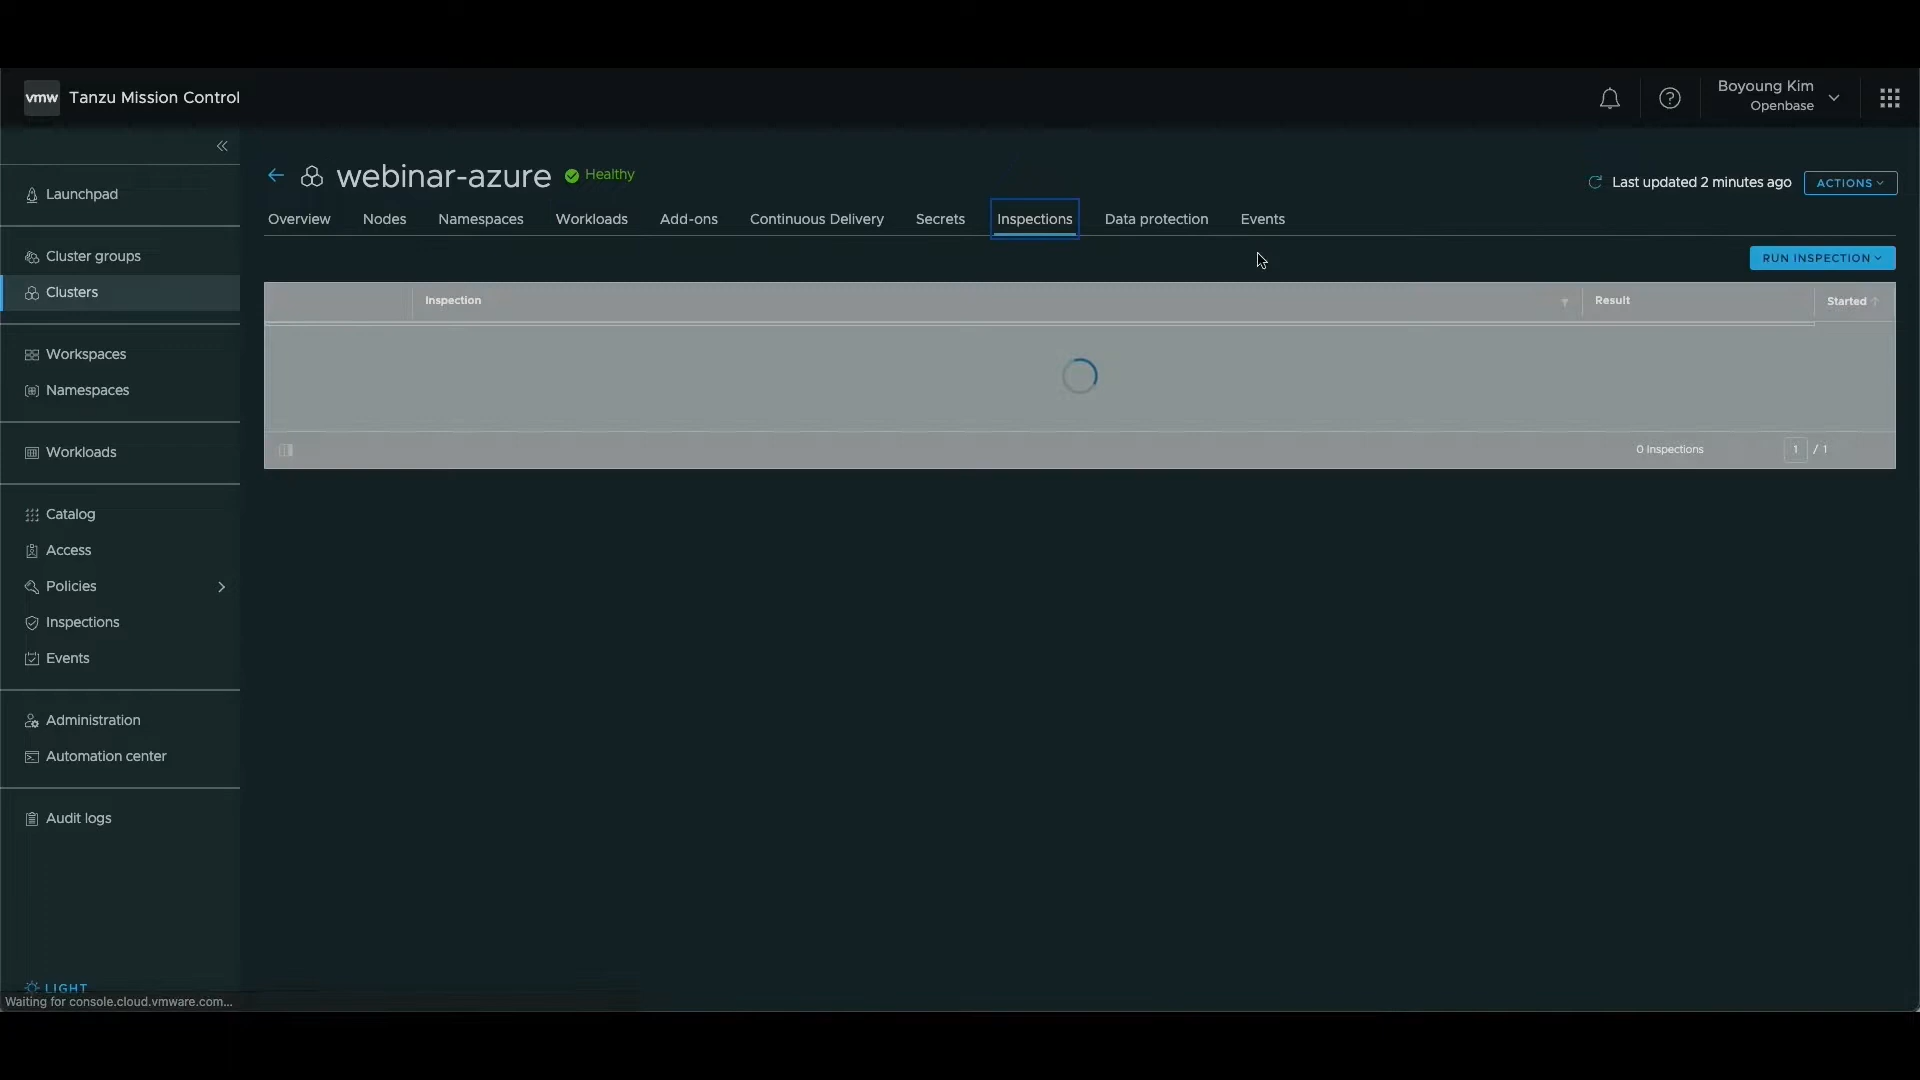 vmw Tanzu Mission Control
Boyoung Kim
Openbase
Launchpad
Cluster groups
Clusters
Workspaces
Namespaces
Workloads
Catalog
Access
Policies
Inspections
Events
Administration
Automation center
Audit logs
LIGHT
Waiting for console.cloud.vmware.com...
webinar-azure Healthy
Last updated 2 minutes ago ACTIONS
Overview Nodes Namespaces Workloads Add-ons Continuous Delivery Secrets Inspections Data protection Events
RUN INSPECTION
Inspection Result Started
0 Inspections 1 / 1